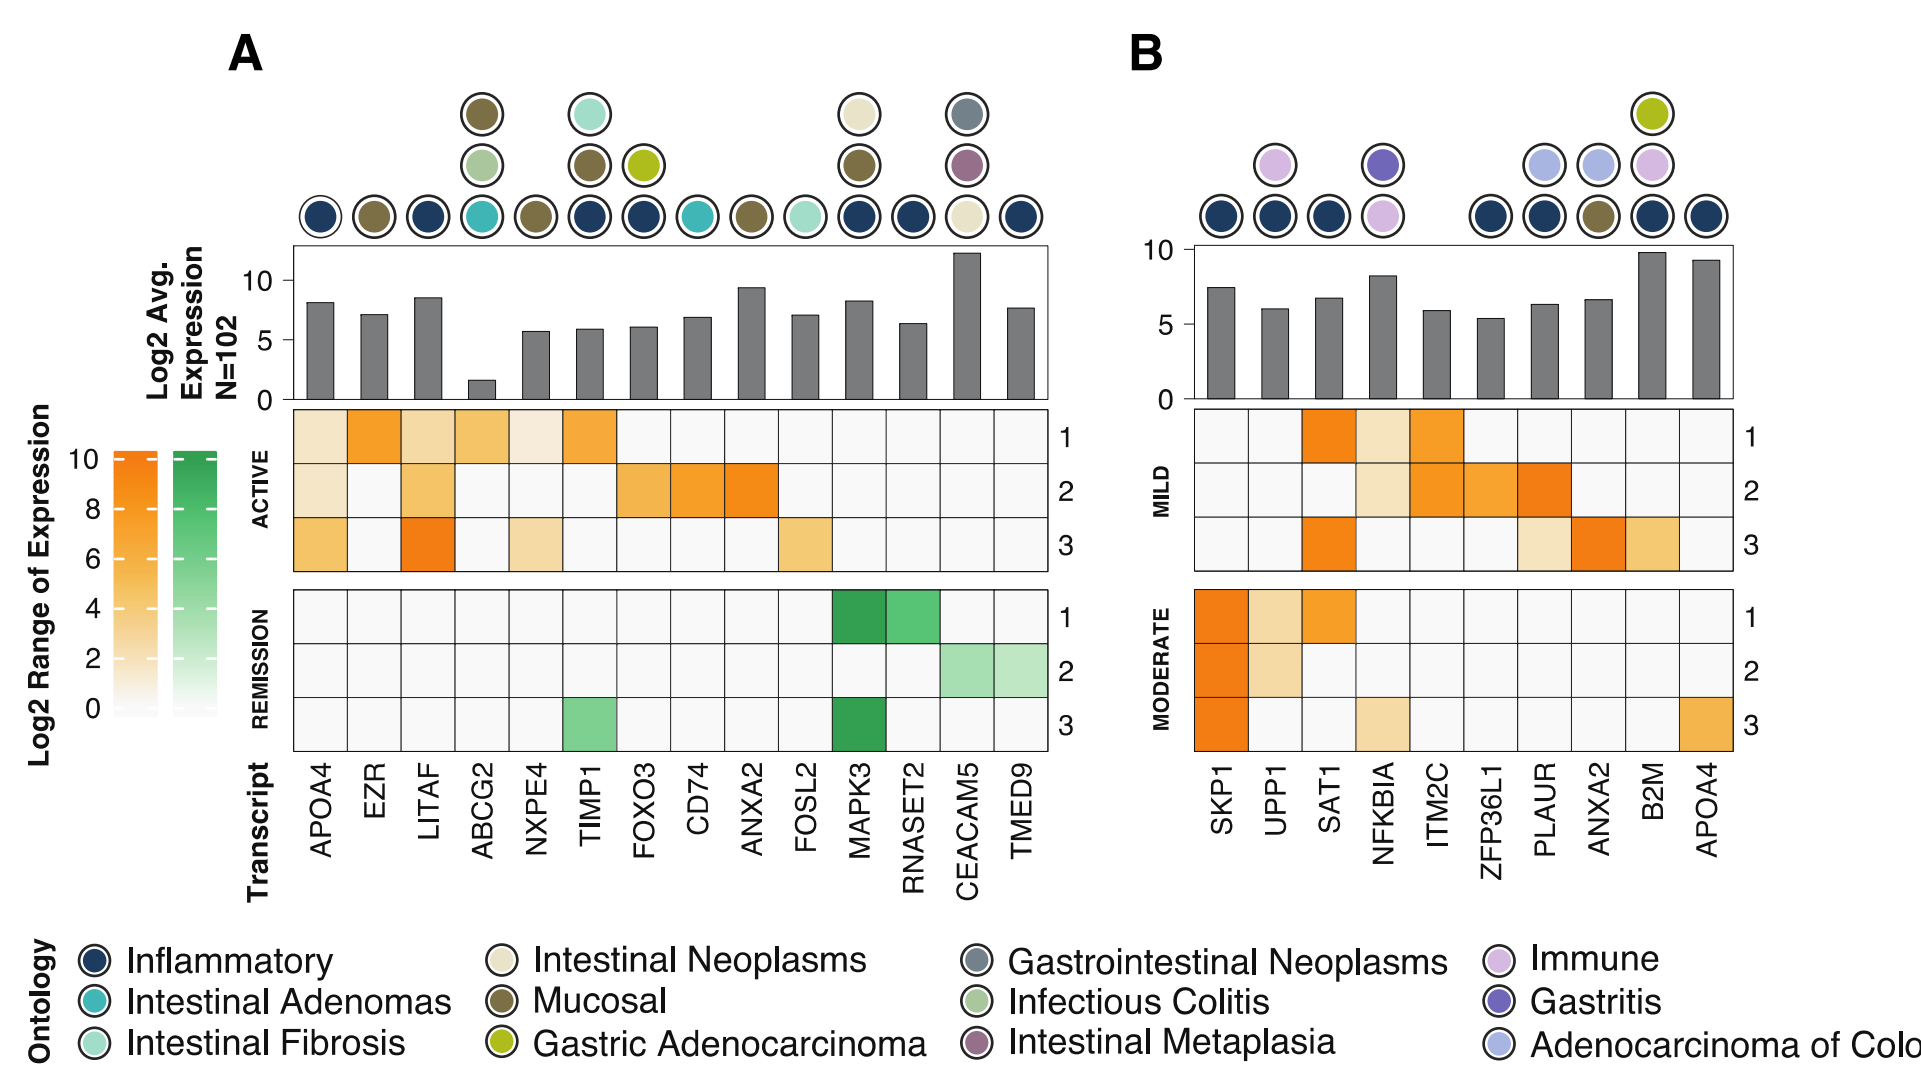 A
B
Log2 Avg.
Expression
N=102
10
5
0
10
5
0
Log2 Range of Expression
10
8
6
4
2
0
ACTIVE
1
2
3
REMISSION
1
2
3
MILD
1
2
3
MODERATE
1
2
3
Transcript
APOA4
EZR
LITAF
ABCG2
NXPE4
TIMP1
FOXO3
CD74
ANXA2
FOSL2
MAPK3
RNASET2
CEACAM5
TMED9
SKP1
UPP1
SAT1
NFKBIA
ITM2C
ZFP36L1
PLAUR
ANXA2
B2M
APOA4
Ontology
Inflammatory
Intestinal Adenomas
Intestinal Fibrosis
Intestinal Neoplasms
Mucosal
Gastric Adenocarcinoma
Gastrointestinal Neoplasms
Infectious Colitis
Intestinal Metaplasia
Immune
Gastritis
Adenocarcinoma of Colo